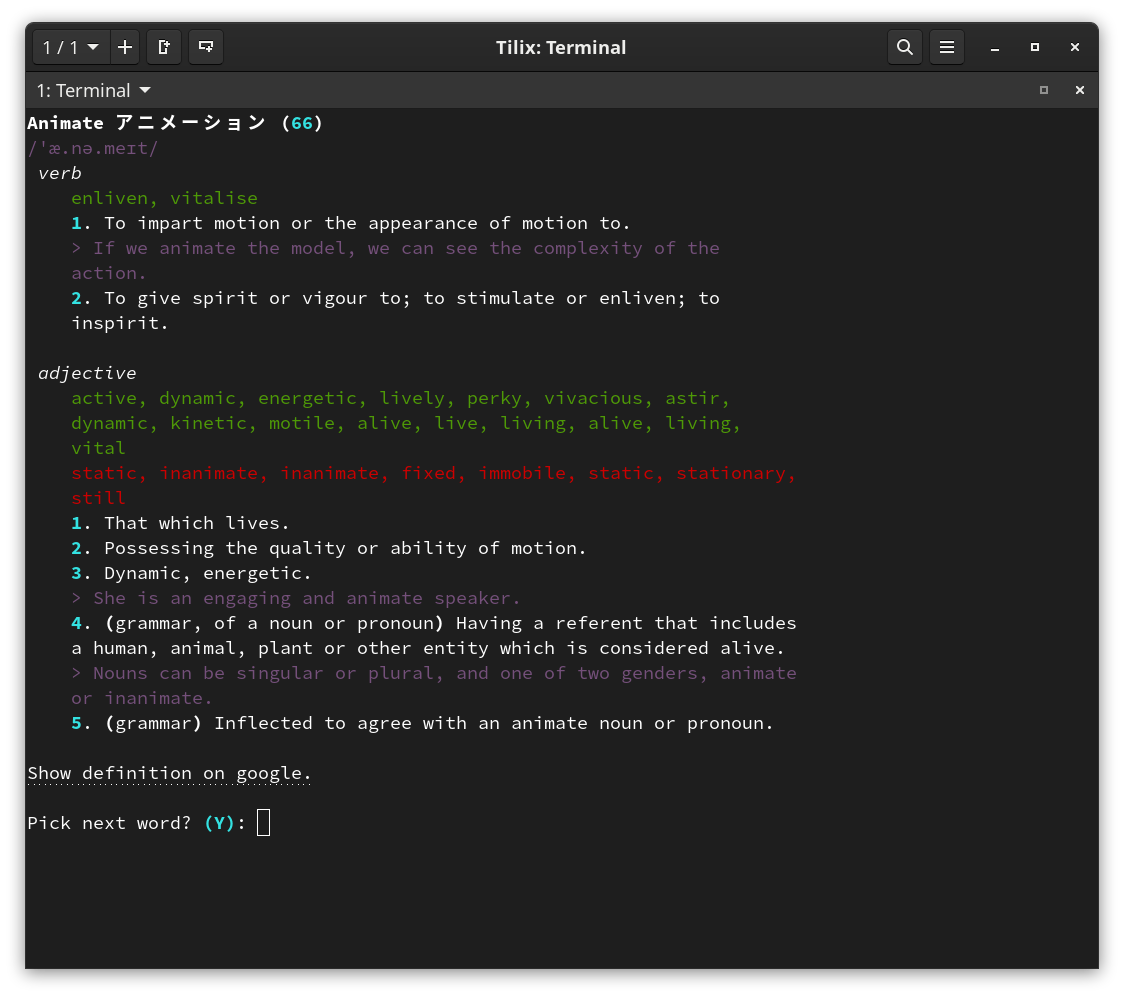 1 / 1
Tilix: Terminal
1: Terminal
Animate アニメーション (66)
/ˈæ.nə.meɪt/
verb
enliven, vitalise
1. To impart motion or the appearance of motion to.
> If we animate the model, we can see the complexity of the
action.
2. To give spirit or vigour to; to stimulate or enliven; to
inspirit.
adjective
active, dynamic, energetic, lively, perky, vivacious, astir,
dynamic, kinetic, motile, alive, live, living, alive, living,
vital
static, inanimate, inanimate, fixed, immobile, static, stationary,
still
1. That which lives.
2. Possessing the quality or ability of motion.
3. Dynamic, energetic.
> She is an engaging and animate speaker.
4. (grammar, of a noun or pronoun) Having a referent that includes
a human, animal, plant or other entity which is considered alive.
> Nouns can be singular or plural, and one of two genders, animate
or inanimate.
5. (grammar) Inflected to agree with an animate noun or pronoun.
Show definition on google.
Pick next word? (Y):